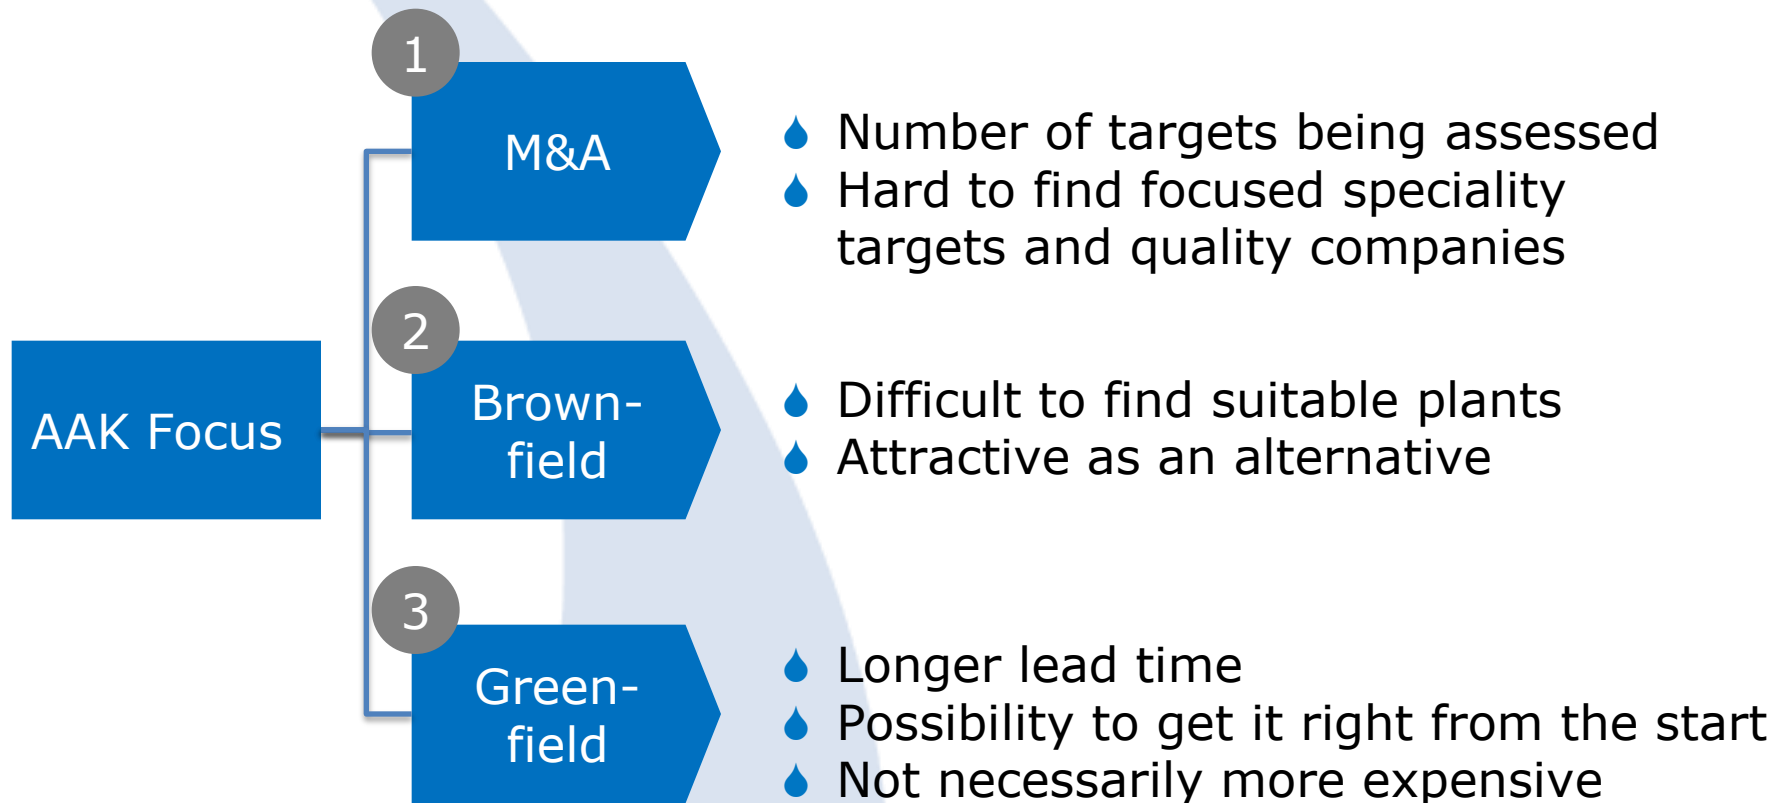 1
M&A
Number of targets being assessed
Hard to find focused speciality
targets and quality companies
AAK Focus
2
Brown-
field
Difficult to find suitable plants
Attractive as an alternative
3
Green-
field
Longer lead time
Possibility to get it right from the start
Not necessarily more expensive